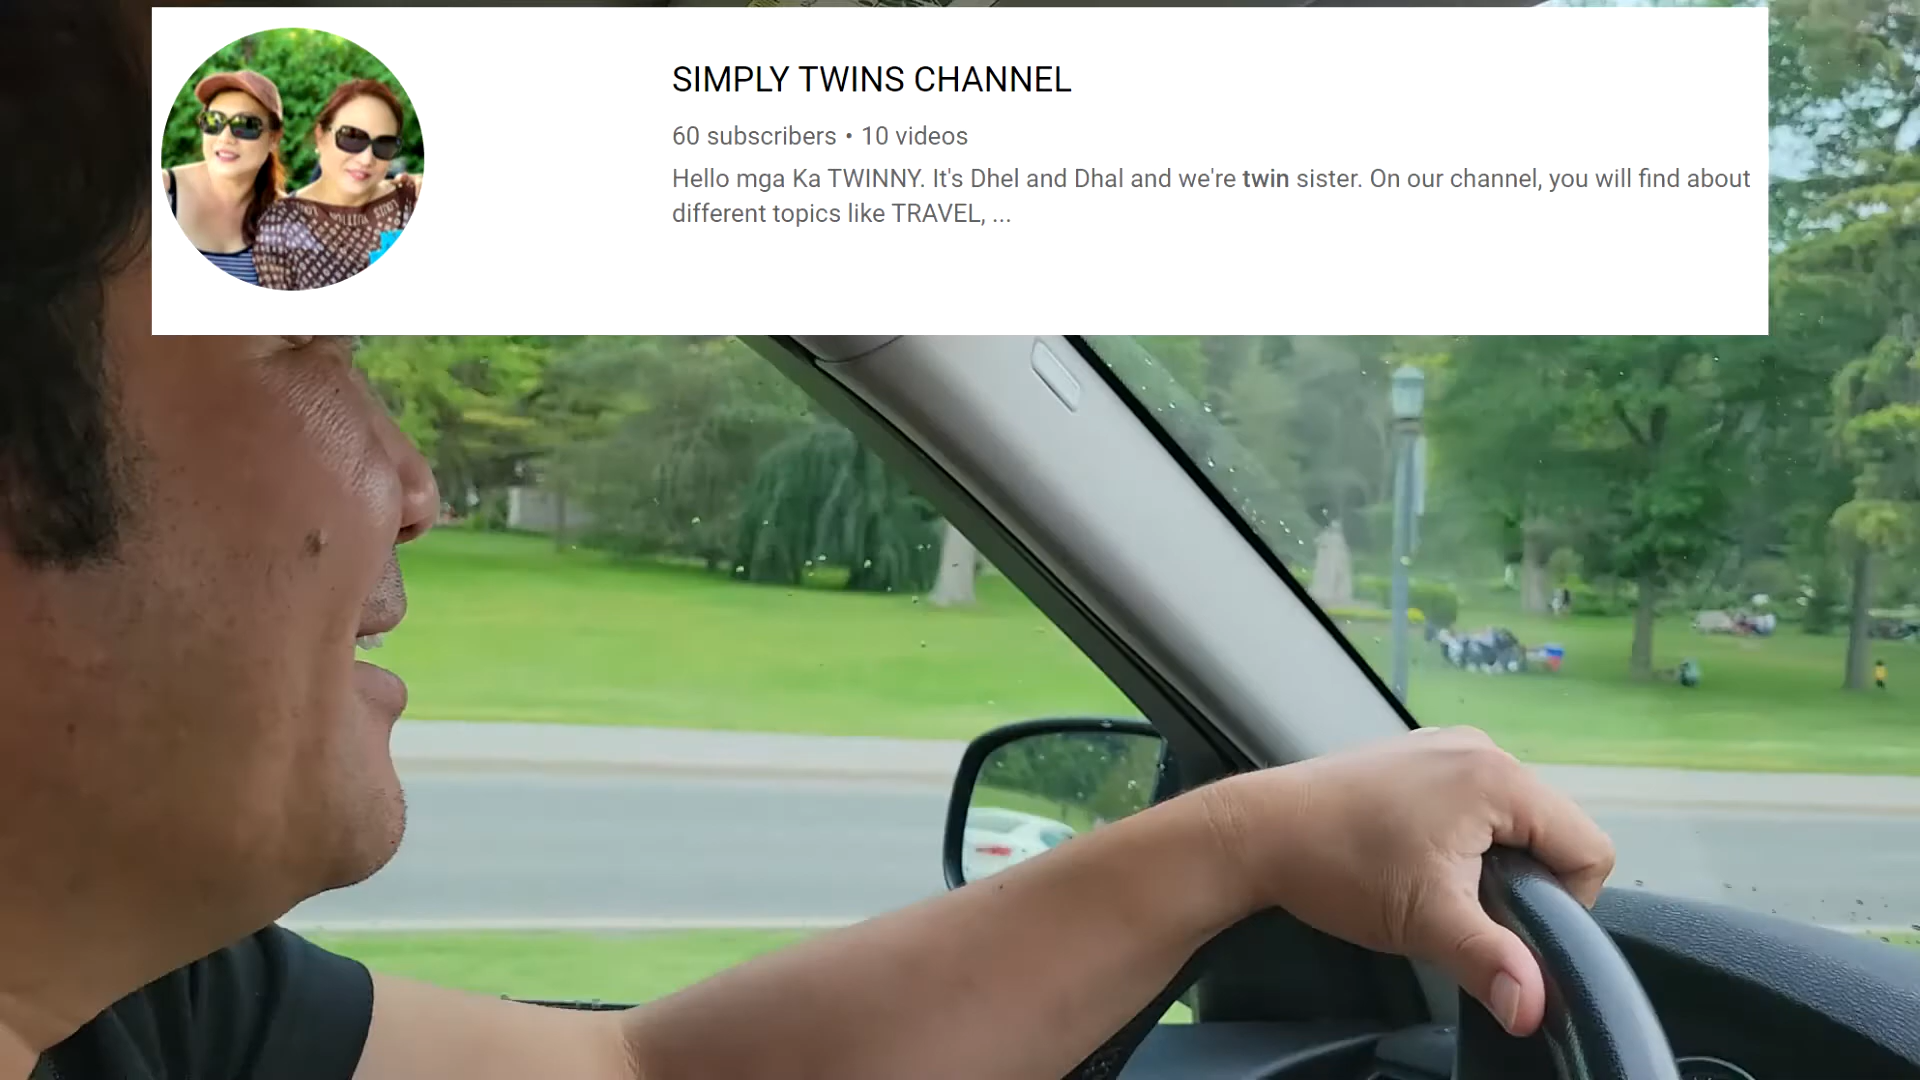 SIMPLY TWINS CHANNEL
60 subscribers • 10 videos
Hello mga Ka TWINNY. It's Dhel and Dhal and we're twin sister. On our channel, you will find about
different topics like TRAVEL, ...